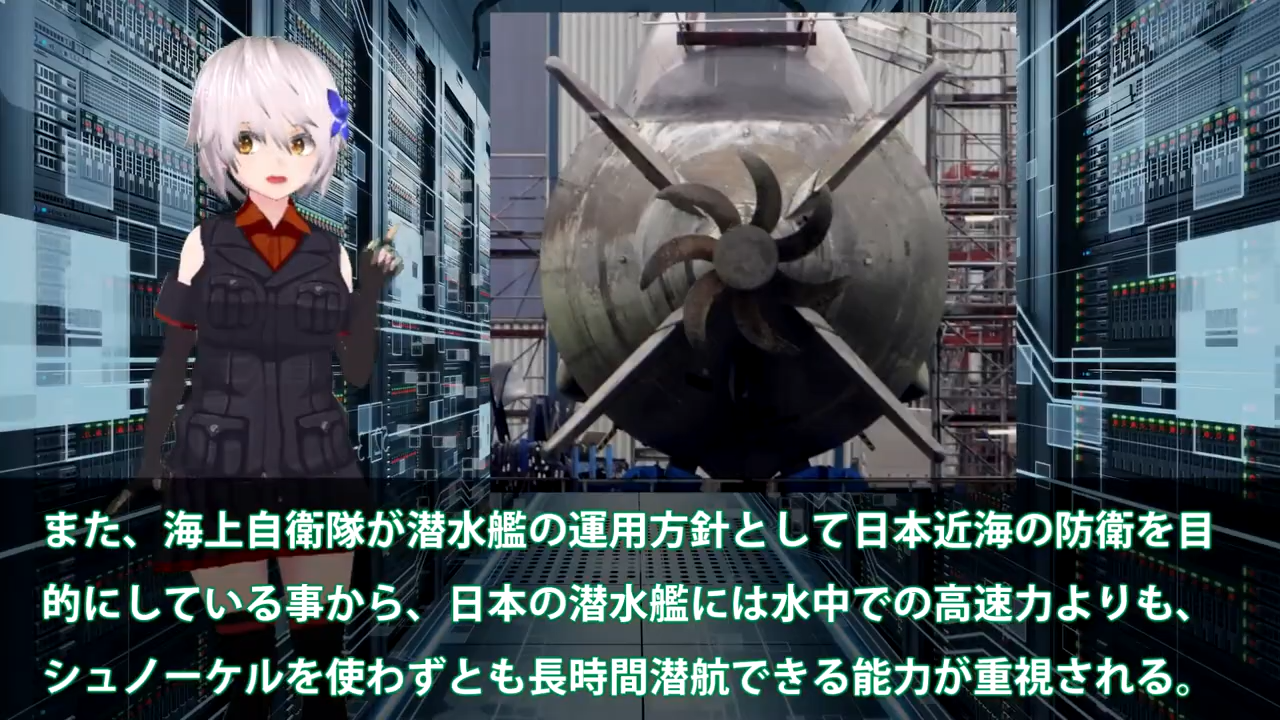 また、海上自衛隊が潜水艦の運用方針として日本近海の防衛を目
的にしている事から、日本の潜水艦には水中での高速力よりも、
シュノーケルを使わずとも長時間潜航できる能力が重視される。